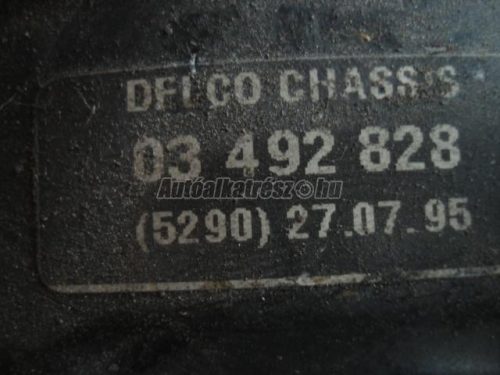 DELCO CHASSIS
03 492 828
Autóalkatrész.hu
(5290) 27.07.95